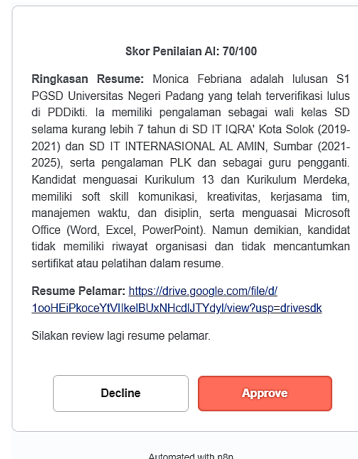 Skor Penilaian AI: 70/100
Ringkasan Resume: Monica Febriana adalah lulusan S1
PGSD Universitas Negeri Padang yang telah terverifikasi lulus
di PDDikti. Ia memiliki pengalaman sebagai wali kelas SD
selama kurang lebih 7 tahun di SD IT IQRA' Kota Solok (2019-
2021) dan SD IT INTERNASIONAL AL AMIN, Sumbar (2021-
2025), serta pengalaman PLK dan sebagai guru pengganti.
Kandidat menguasai Kurikulum 13 dan Kurikulum Merdeka,
memiliki soft skill komunikasi, kreativitas, kerjasama tim,
manajemen waktu, dan disiplin, serta menguasai Microsoft
Office (Word, Excel, PowerPoint). Namun demikian, kandidat
tidak memiliki riwayat organisasi dan tidak mencantumkan
sertifikat atau pelatihan dalam resume.
Resume Pelamar: https://drive.google.com/file/d/
1ooHEiPkoceYtVIlkelBUxNHcdlJTYdyl/view?usp=drivesdk
Silakan review lagi resume pelamar.
Decline
Approve
Automated with n8n